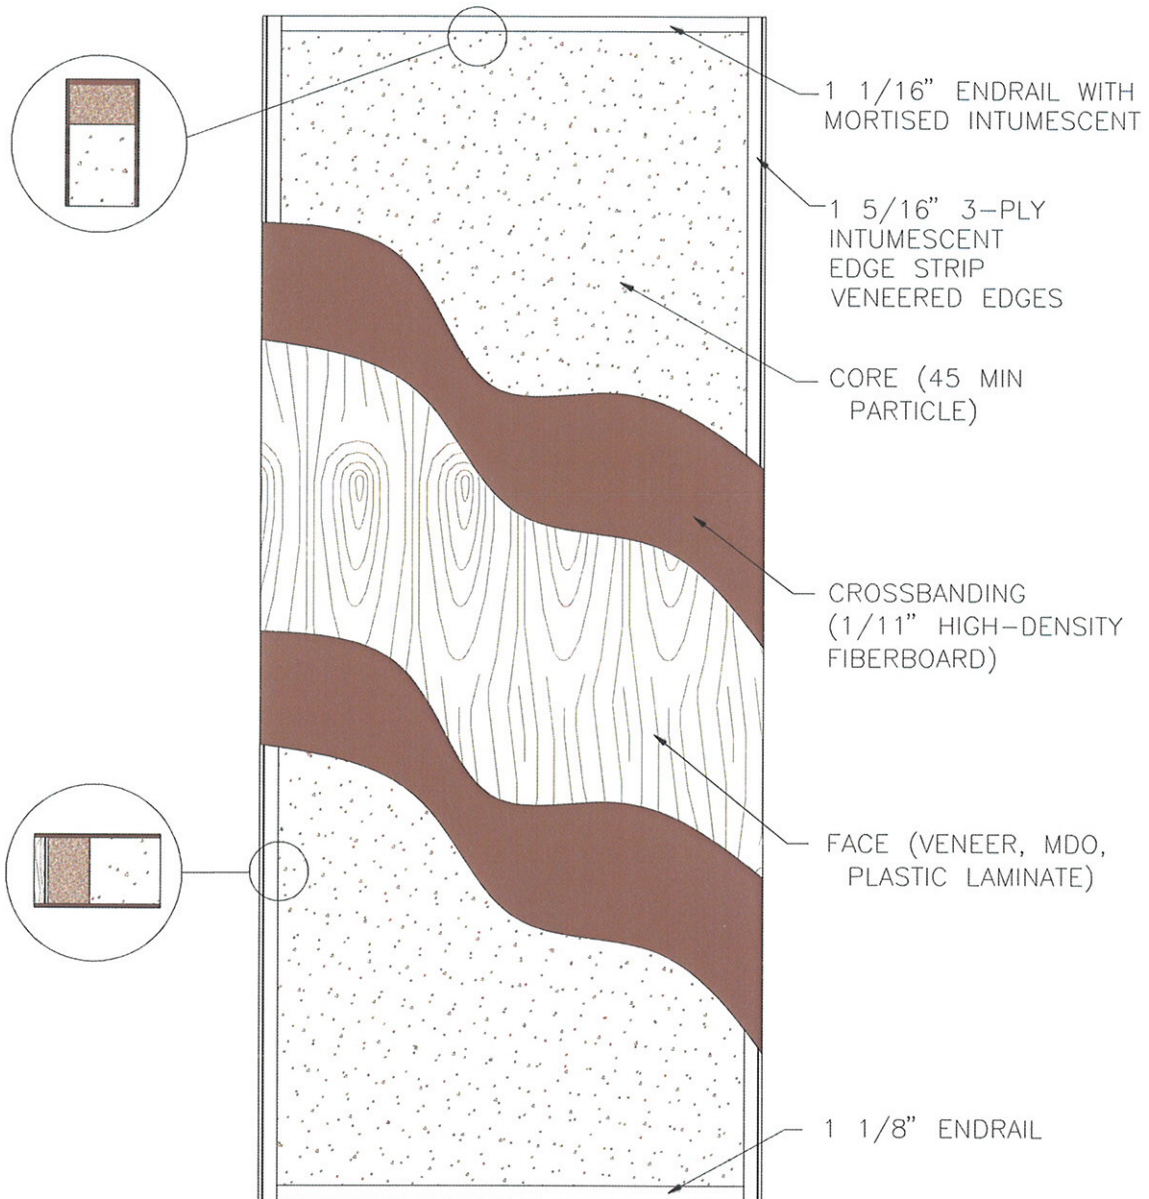 1 1/16” ENDRAIL WITH
MORTISED INTUMESCENT
1 5/16” 3-PLY
INTUMESCENT
EDGE STRIP
VENEERED EDGES
CORE (45 MIN
PARTICLE)
CROSSBANDING
(1/11” HIGH-DENSITY
FIBERBOARD)
FACE (VENEER, MDO,
PLASTIC LAMINATE)
1 1/8” ENDRAIL